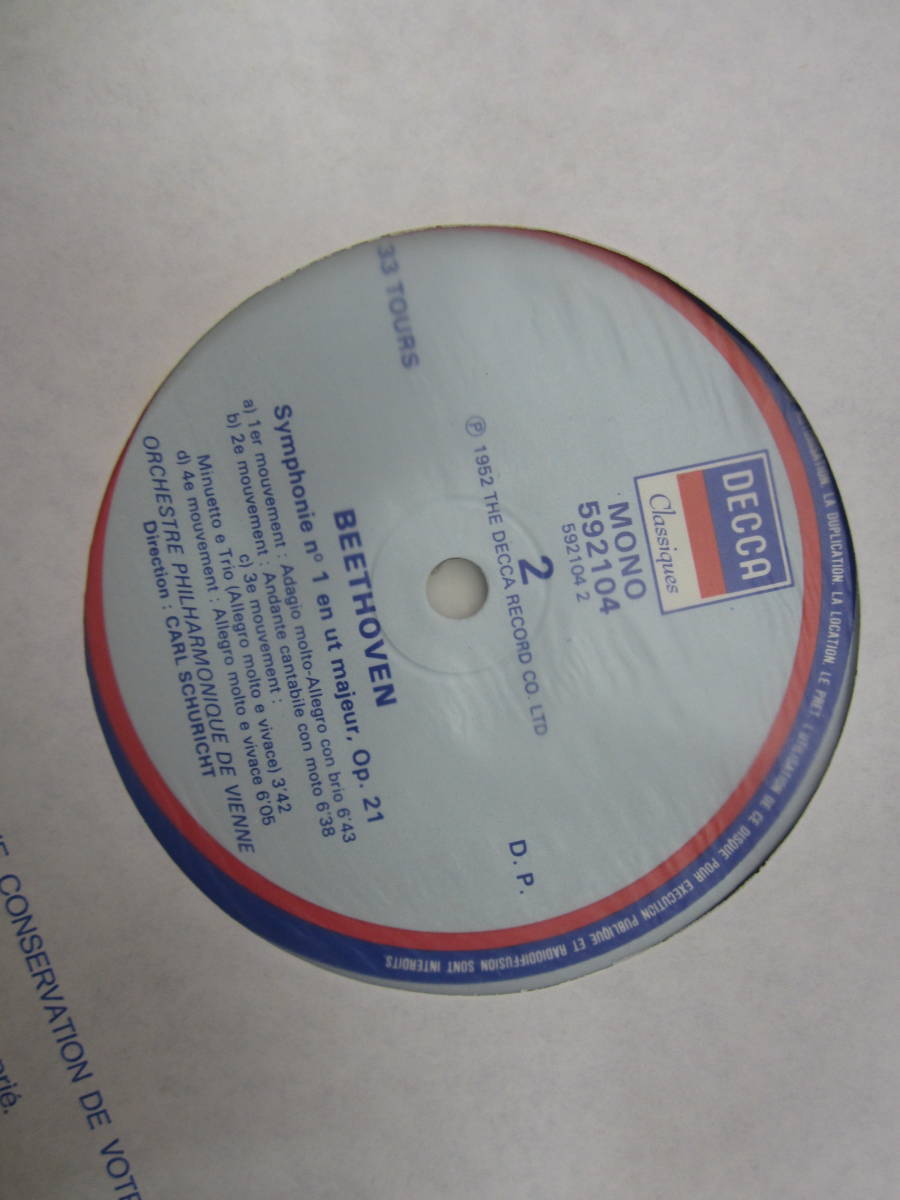 DECCA
Classiques
MONO
592104
592104 2
2
℗ 1952 THE DECCA RECORD CO. LTD
33 TOURS
D. P.
BEETHOVEN
Symphonie nº 1 en ut majeur, Op. 21
a) 1er mouvement : Adagio molto-Allegro con brio 6'43
b) 2e mouvement : Andante cantabile con moto 6'38
c) 3e mouvement :
Minuetto e Trio (Allegro molto e vivace) 3'42
d) 4e mouvement : Allegro molto e vivace 6'05
ORCHESTRE PHILHARMONIQUE DE VIENNE
Direction : CARL SCHURICHT
LA DUPLICATION. LA LOCATION. LE PRET. L'UTILISATION DE CE DISQUE POUR EXECUTION PUBLIQUE ET RADIODIFFUSION SONT INTERDITS
CONSERVATION DE